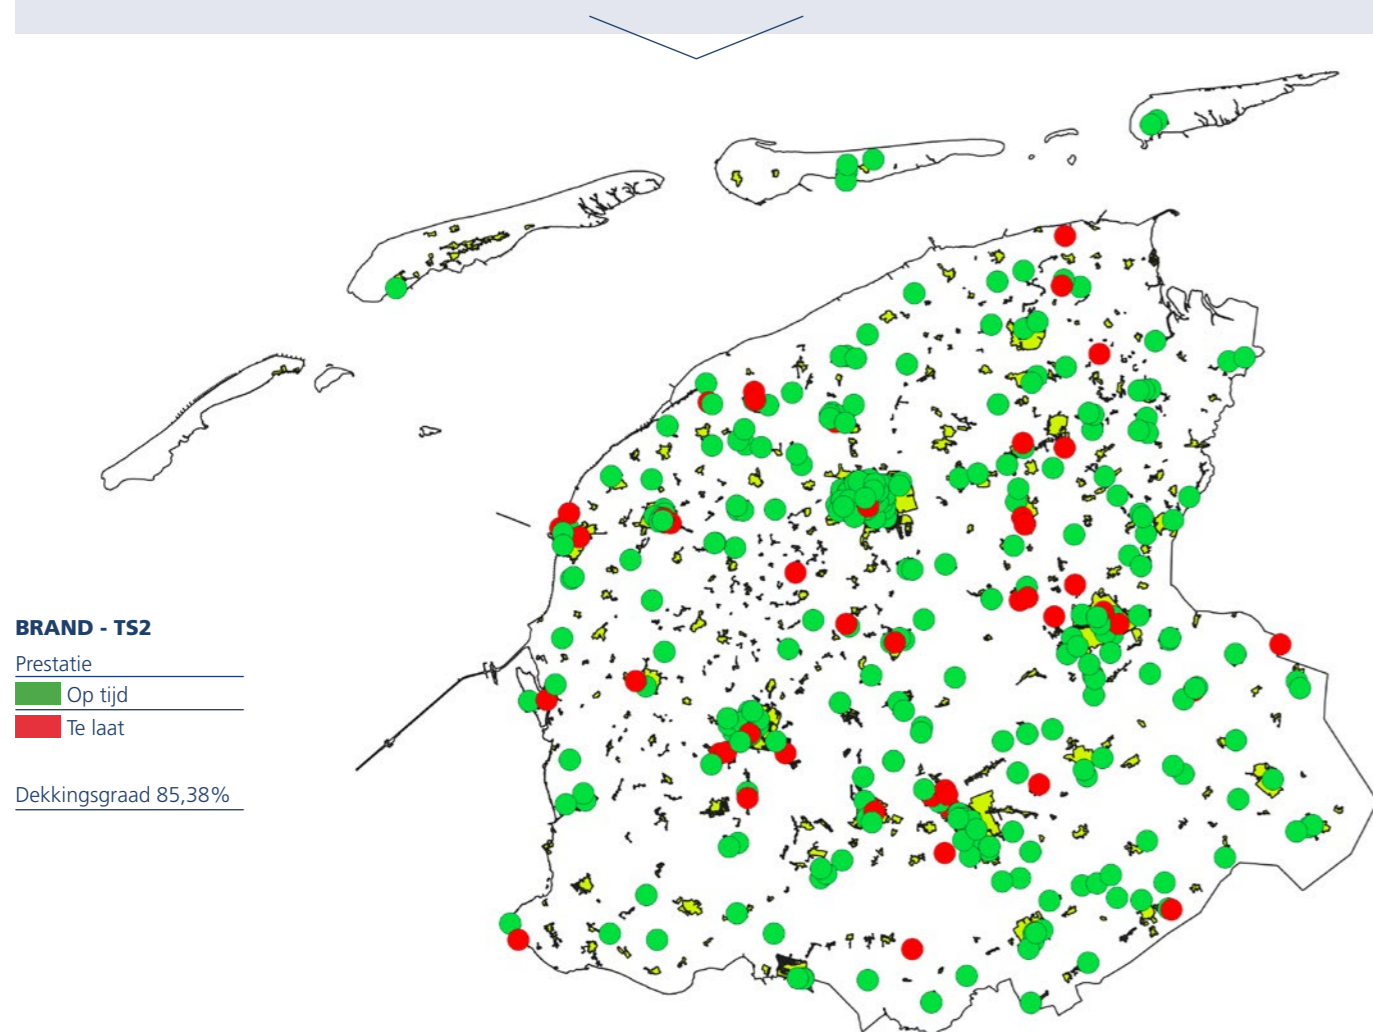 BRAND - TS2
Prestatie
Op tijd
Te laat
Dekkingsgraad 85,38%